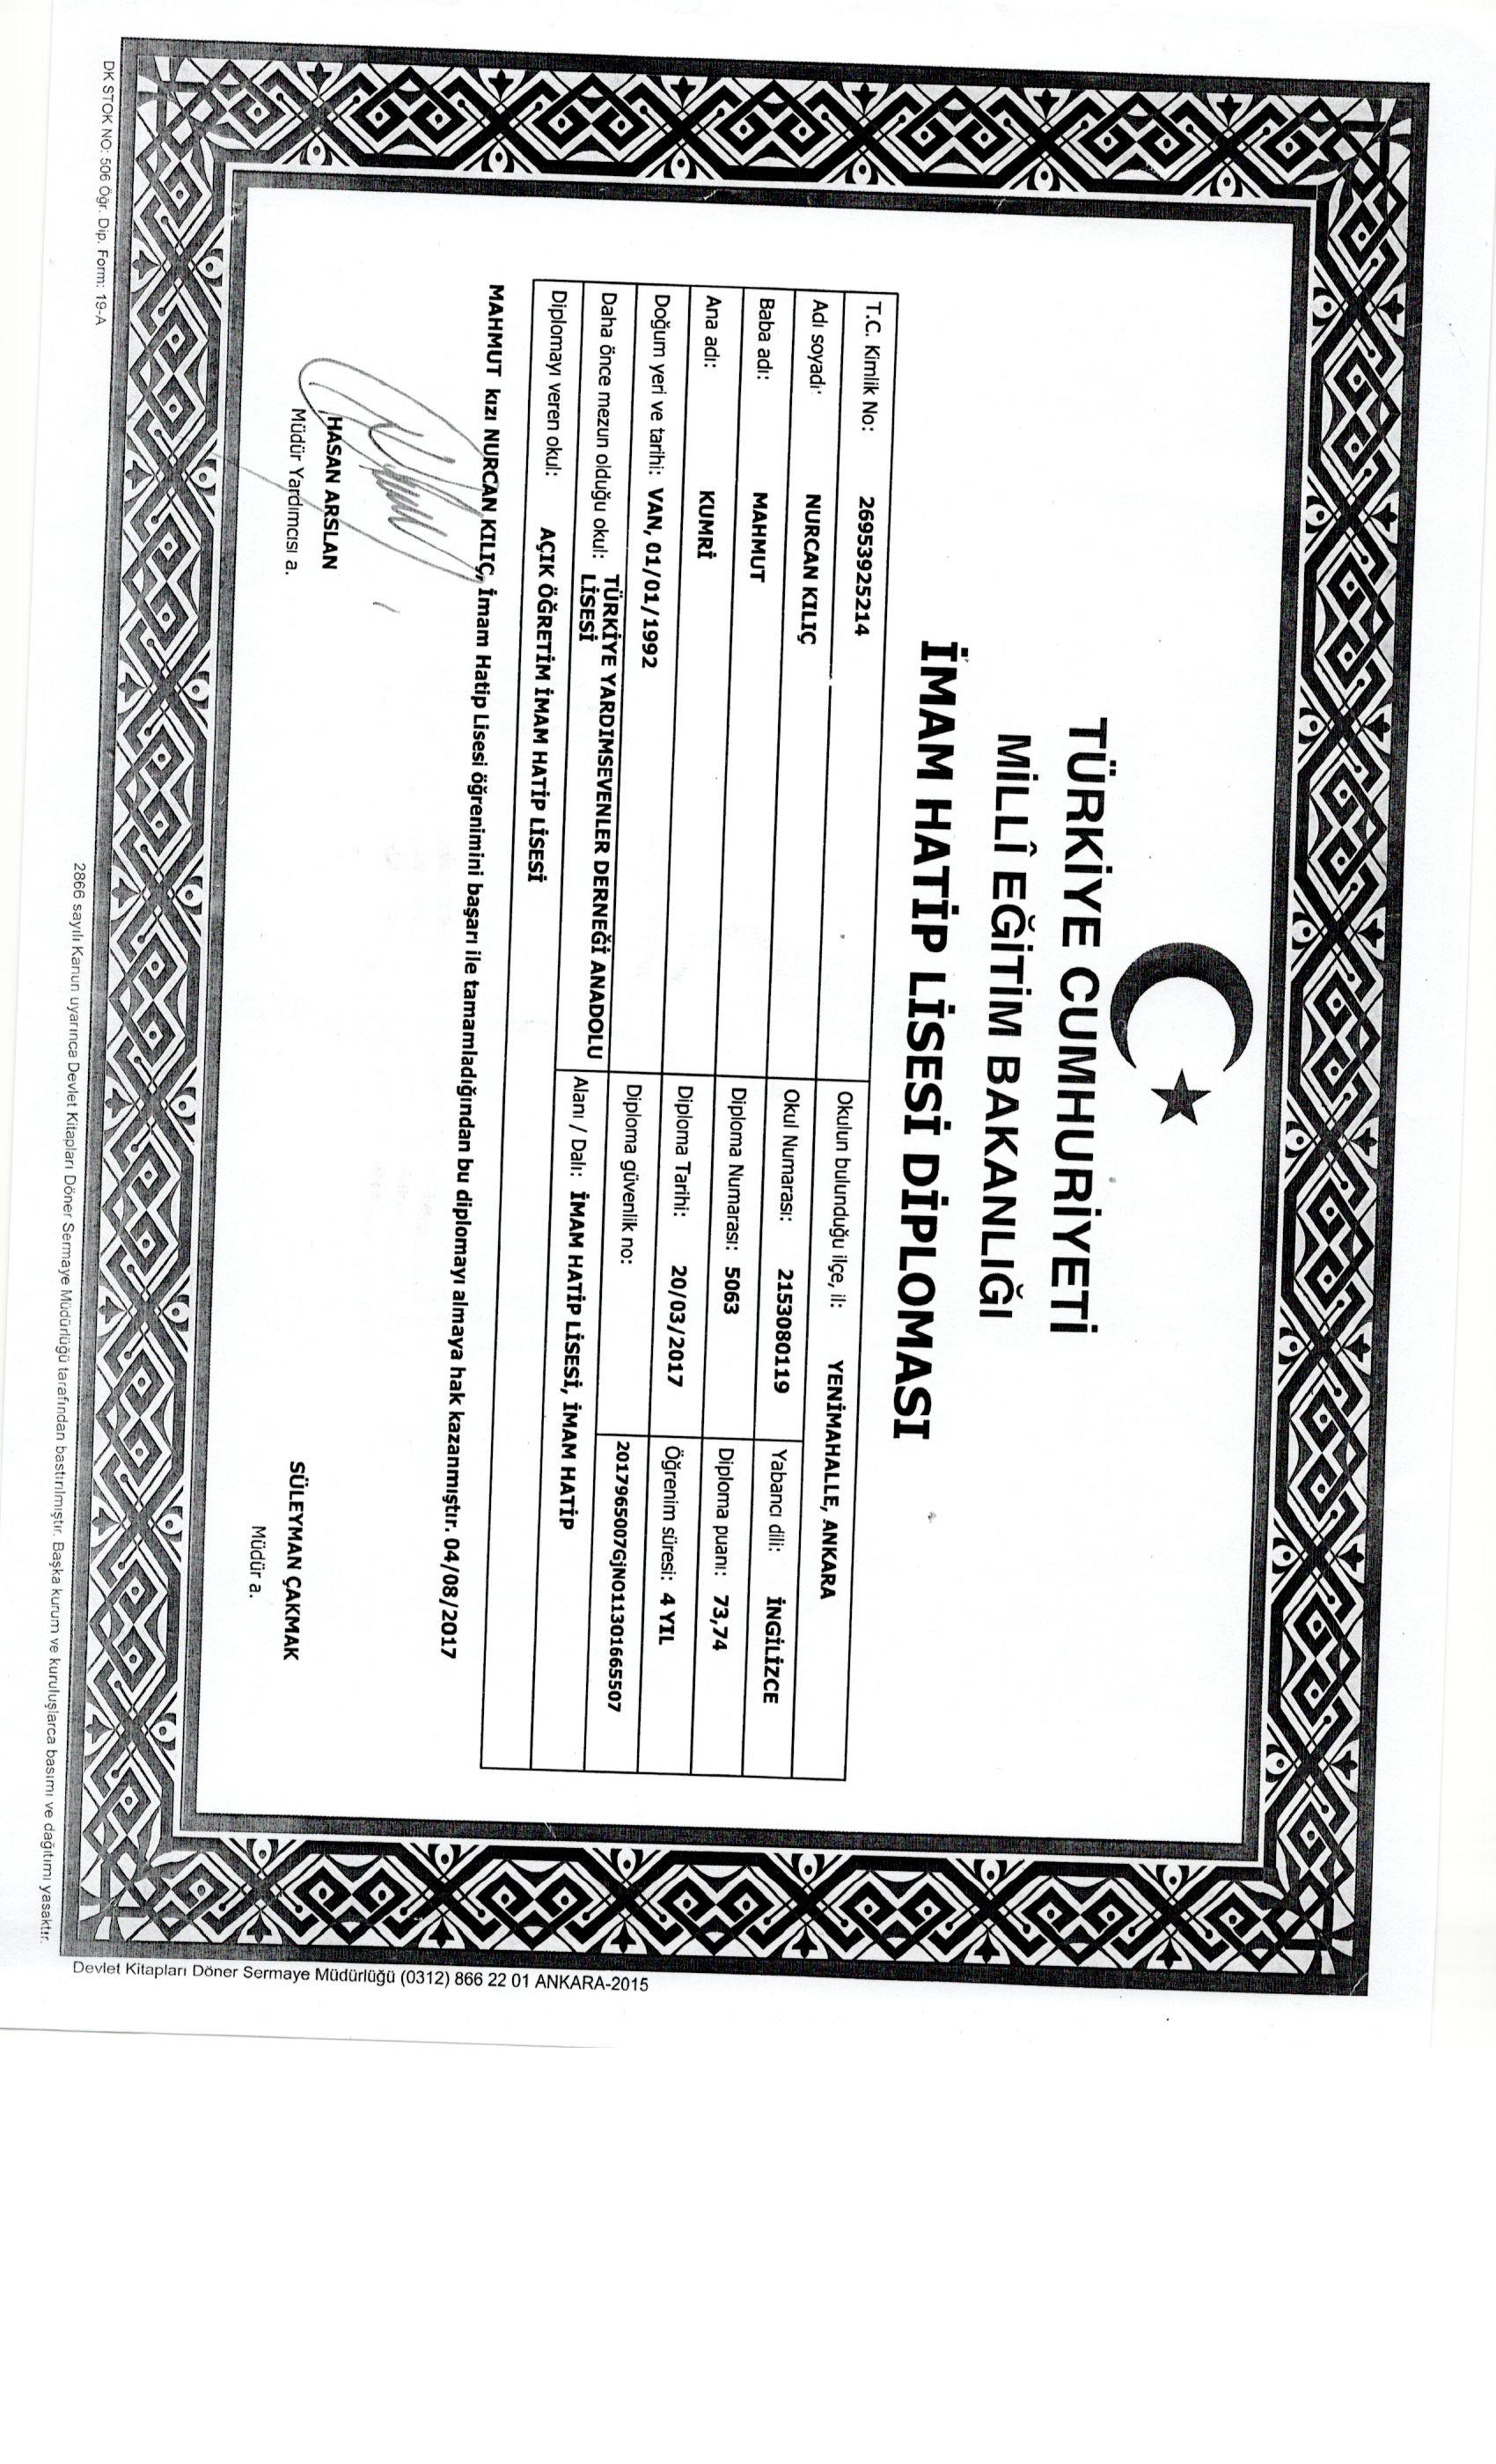 TÜRKİYE CUMHURİYETİ
MİLLÎ EĞİTİM BAKANLIĞI
İMAM HATİP LİSESİ DİPLOMASI
T.C. Kimlik No: 26953925214 Okulun bulunduğu ilçe, il: YENİMAHALLE, ANKARA
Adı soyadı: NURCAN KILIÇ Okul Numarası: 2153080119 Yabancı dili: İNGİLİZCE
Baba adı: MAHMUT Diploma Numarası: 5063 Diploma puanı: 73,74
Ana adı: KUMRİ Diploma Tarihi: 20/03/2017 Öğrenim süresi: 4 YIL
Doğum yeri ve tarihi: VAN, 01/01/1992 Diploma güvenlik no: 2017965007GjNO11301665507
Daha önce mezun olduğu okul: TÜRKİYE YARDIMSEVENLER DERNEĞİ ANADOLU LİSESİ Alanı / Dalı: İMAM HATİP LİSESİ, İMAM HATİP
Diplomayı veren okul: AÇIK ÖĞRETİM İMAM HATİP LİSESİ
MAHMUT kızı NURCAN KILIÇ, İmam Hatip Lisesi öğrenimini başarı ile tamamladığından bu diplomayı almaya hak kazanmıştır. 04/08/2017
HASAN ARSLAN
Müdür Yardımcısı a.
SÜLEYMAN ÇAKMAK
Müdür a.
DK STOK NO: 506 Öğr. Dip. Form: 19-A
2866 sayılı Kanun uyarınca Devlet Kitapları Döner Sermaye Müdürlüğü tarafından bastırılmıştır. Başka kurum ve kuruluşlarca basımı ve dağıtımı yasaktır.
Devlet Kitapları Döner Sermaye Müdürlüğü (0312) 866 22 01 ANKARA-2015